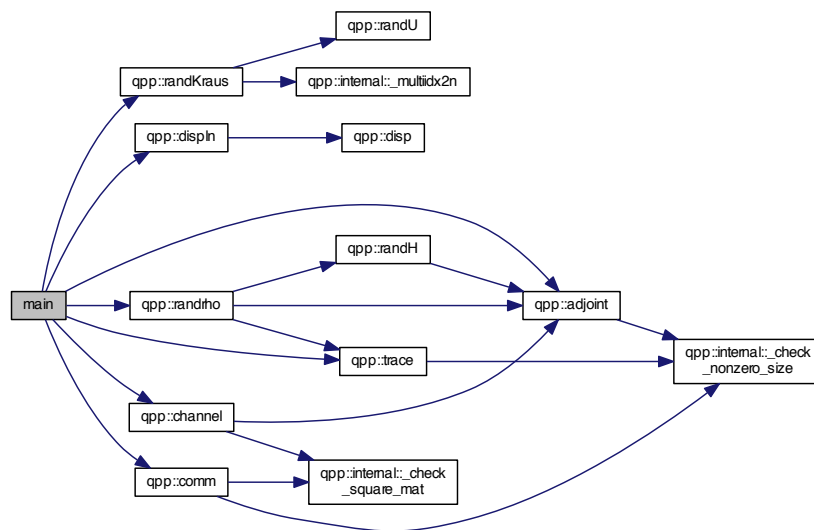 qpp::randU
qpp::randKraus
qpp::internal::_multiidx2n
qpp::displn
qpp::disp
qpp::randH
main
qpp::randrho
qpp::adjoint
qpp::trace
qpp::internal::_check
_nonzero_size
qpp::channel
qpp::comm
qpp::internal::_check
_square_mat